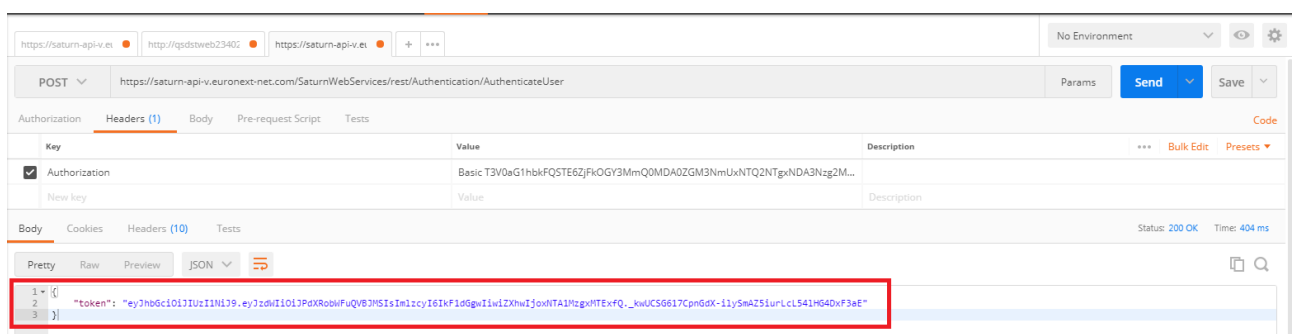 https://saturn-api-v.eu
http://qsdstweb23402
https://saturn-api-v.eu
+
•••
No Environment
POST
https://saturn-api-v.euronext-net.com/SaturnWebServices/rest/Authentication/AuthenticateUser
Params
Send
Save
Authorization
Headers (1)
Body
Pre-request Script
Tests
Code
Key
Value
Description
•••
Bulk Edit
Presets
Authorization
Basic T3V0aG1hbkFQSTE6ZjFkOGY3MmQ0MDA0ZGM3NmUxNTQ2NTgxNDA3Nzg2M...
New key
Value
Description
Body
Cookies
Headers (10)
Tests
Status: 200 OK
Time: 404 ms
Pretty
Raw
Preview
JSON
1 {
2 "token": "eyJhbGciOiJIUzI1NiJ9.eyJzdWIiOiJPdXRobWFuQVBJMSIsImlzcyI6IkF1dGgwIiwiZXhwIjoxNTA1MzgxMTExfQ._kwUCSG617CpnGdX-ilySmAZ5iurLcL541HG4DxF3aE"
3 }